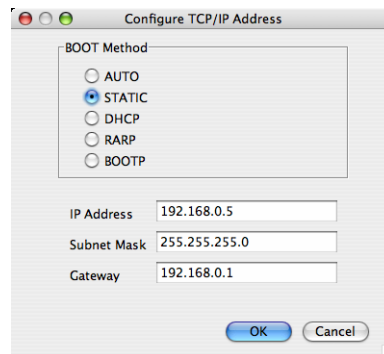 Configure TCP/IP Address
BOOT Method
AUTO
STATIC
DHCP
RARP
BOOTP
IP Address 192.168.0.5
Subnet Mask 255.255.255.0
Gateway 192.168.0.1
OK Cancel